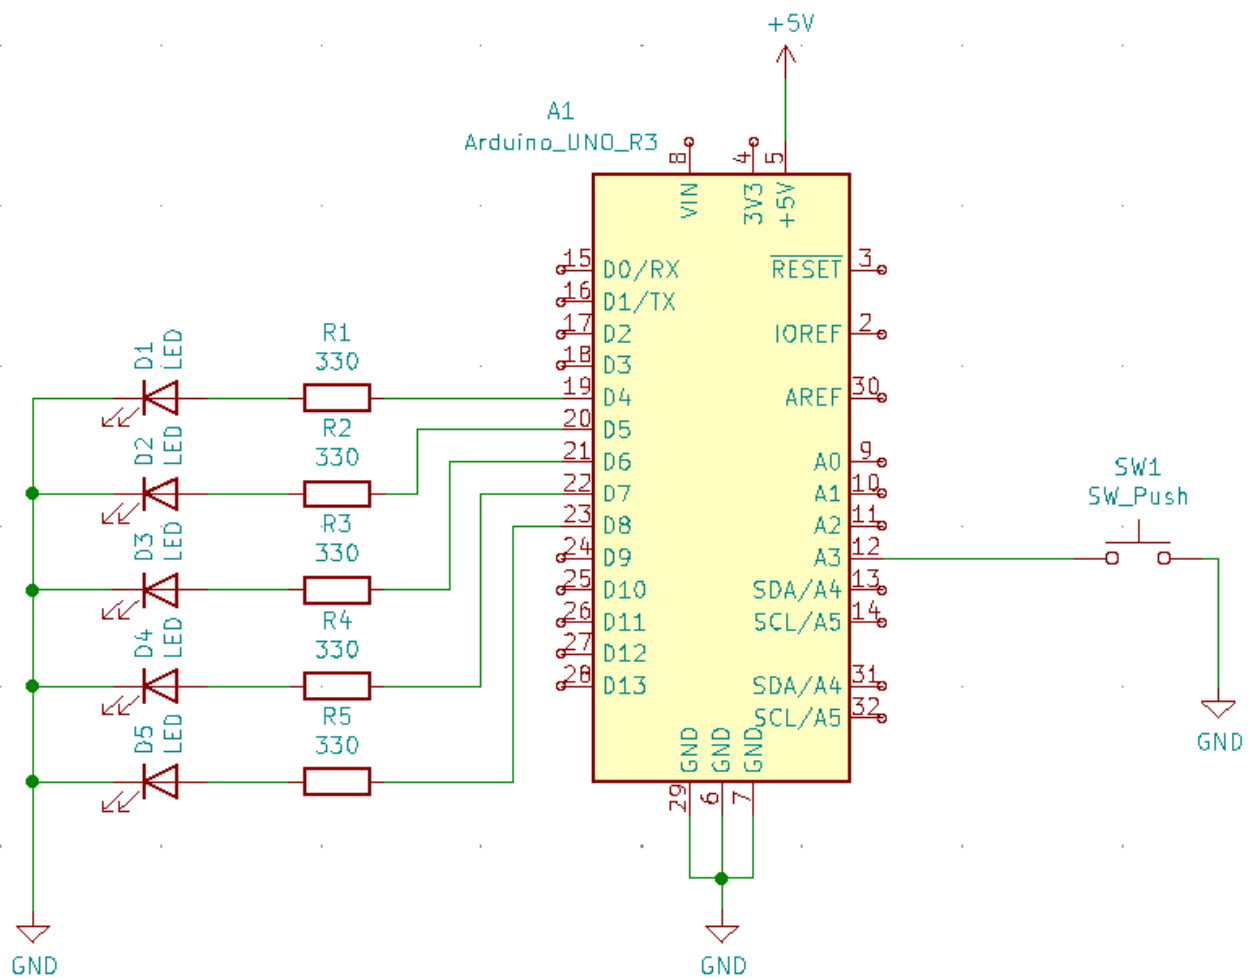 +5V
A1
Arduino_UNO_R3
8
4
5
VIN
3V3
+5V
15
D0/RX
RESET
3
16
D1/TX
17
D2
IOREF
2
18
D3
19
D4
AREF
30
20
D5
21
D6
A0
9
22
D7
A1
10
23
D8
A2
11
24
D9
A3
12
25
D10
SDA/A4
13
26
D11
SCL/A5
14
27
D12
28
D13
SDA/A4
31
SCL/A5
32
GND
GND
GND
29
6
7
GND
D1
LED
R1
330
D2
LED
R2
330
D3
LED
R3
330
D4
LED
R4
330
D5
LED
R5
330
GND
SW1
SW_Push
GND